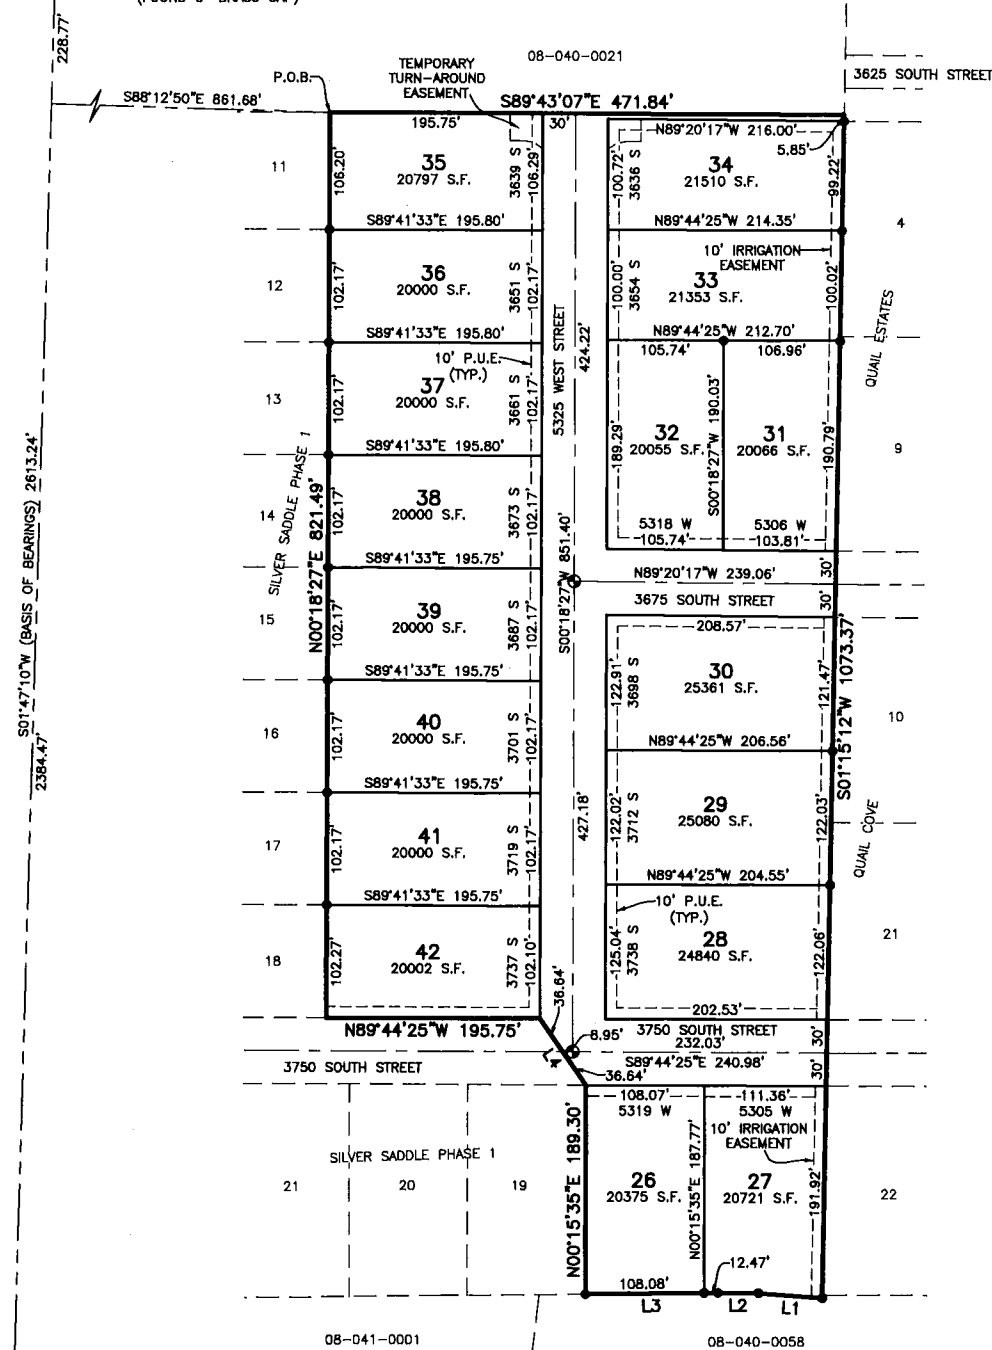 228.77'
08-040-0021
3625 SOUTH STREET
TEMPORARY
TURN-AROUND
EASEMENT
P.O.B.
S88°12'50"E 861.68'
S89°43'07"E 471.84'
195.75'
30'
N89°20'17"W 216.00'
5.85'
11
106.20'
35
20797 S.F.
3639 S
106.29'
100.72'
3636 S
34
21510 S.F.
99.22'
4
S89°41'33"E 195.80'
N89°44'25"W 214.35'
10' IRRIGATION
EASEMENT
12
102.17'
36
20000 S.F.
3651 S
102.17'
100.00'
3654 S
33
21353 S.F.
100.02'
QUAIL ESTATES
S89°41'33"E 195.80'
N89°44'25"W 212.70'
105.74'
106.96'
10' P.U.E.
(TYP.)
5325 WEST STREET
424.22'
13
102.17'
37
20000 S.F.
3661 S
102.17'
S89°41'33"E 195.80'
189.29'
32
20055 S.F.
S00°18'27"W 190.03'
31
20066 S.F.
190.79'
9
5318 W
105.74'
5306 W
103.81'
S01°47'10"W (BASIS OF BEARINGS) 2613.24'
2384.47'
SILVER SADDLE PHASE 1
N00°18'27"E 821.49'
14
102.17'
38
20000 S.F.
3673 S
102.17'
S89°41'33"E 195.75'
S00°18'27"W 851.40'
N89°20'17"W 239.06'
30'
3675 SOUTH STREET
30'
15
102.17'
39
20000 S.F.
3687 S
102.17'
S89°41'33"E 195.75'
208.57'
122.91'
3698 S
30
25361 S.F.
121.47'
S01°15'12"W 1073.37'
10
N89°44'25"W 206.56'
16
102.17'
40
20000 S.F.
3701 S
102.17'
S89°41'33"E 195.75'
427.18'
122.02'
3712 S
29
25080 S.F.
122.03'
QUAIL COVE
N89°44'25"W 204.55'
17
102.17'
41
20000 S.F.
3719 S
102.17'
S89°41'33"E 195.75'
10' P.U.E.
(TYP.)
18
102.27'
42
20002 S.F.
3737 S
102.10'
125.04'
3738 S
28
24840 S.F.
122.06'
21
202.53'
N89°44'25"W 195.75'
36.64'
8.95'
L4
3750 SOUTH STREET
232.03'
S89°44'25"E 240.98'
30'
30'
3750 SOUTH STREET
36.64'
108.07'
5319 W
111.36'
5305 W
10' IRRIGATION
EASEMENT
SILVER SADDLE PHASE 1
21
20
19
N00°15'35"E 189.30'
26
20375 S.F.
N00°15'35"E 187.77'
27
20721 S.F.
191.92'
22
12.47'
108.08'
L3
L2
L1
08-041-0001
08-040-0058